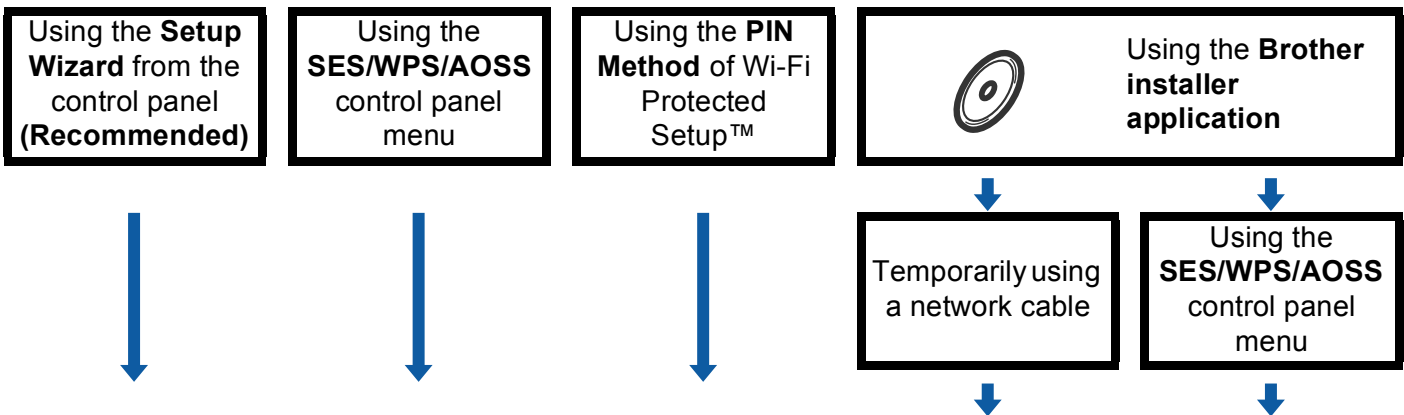 Using the Setup
Wizard from the
control panel
(Recommended)
Using the
SES/WPS/AOSS
control panel
menu
Using the PIN
Method of Wi-Fi
Protected
Setup™
Using the Brother
installer
application
Temporarily using
a network cable
Using the
SES/WPS/AOSS
control panel
menu